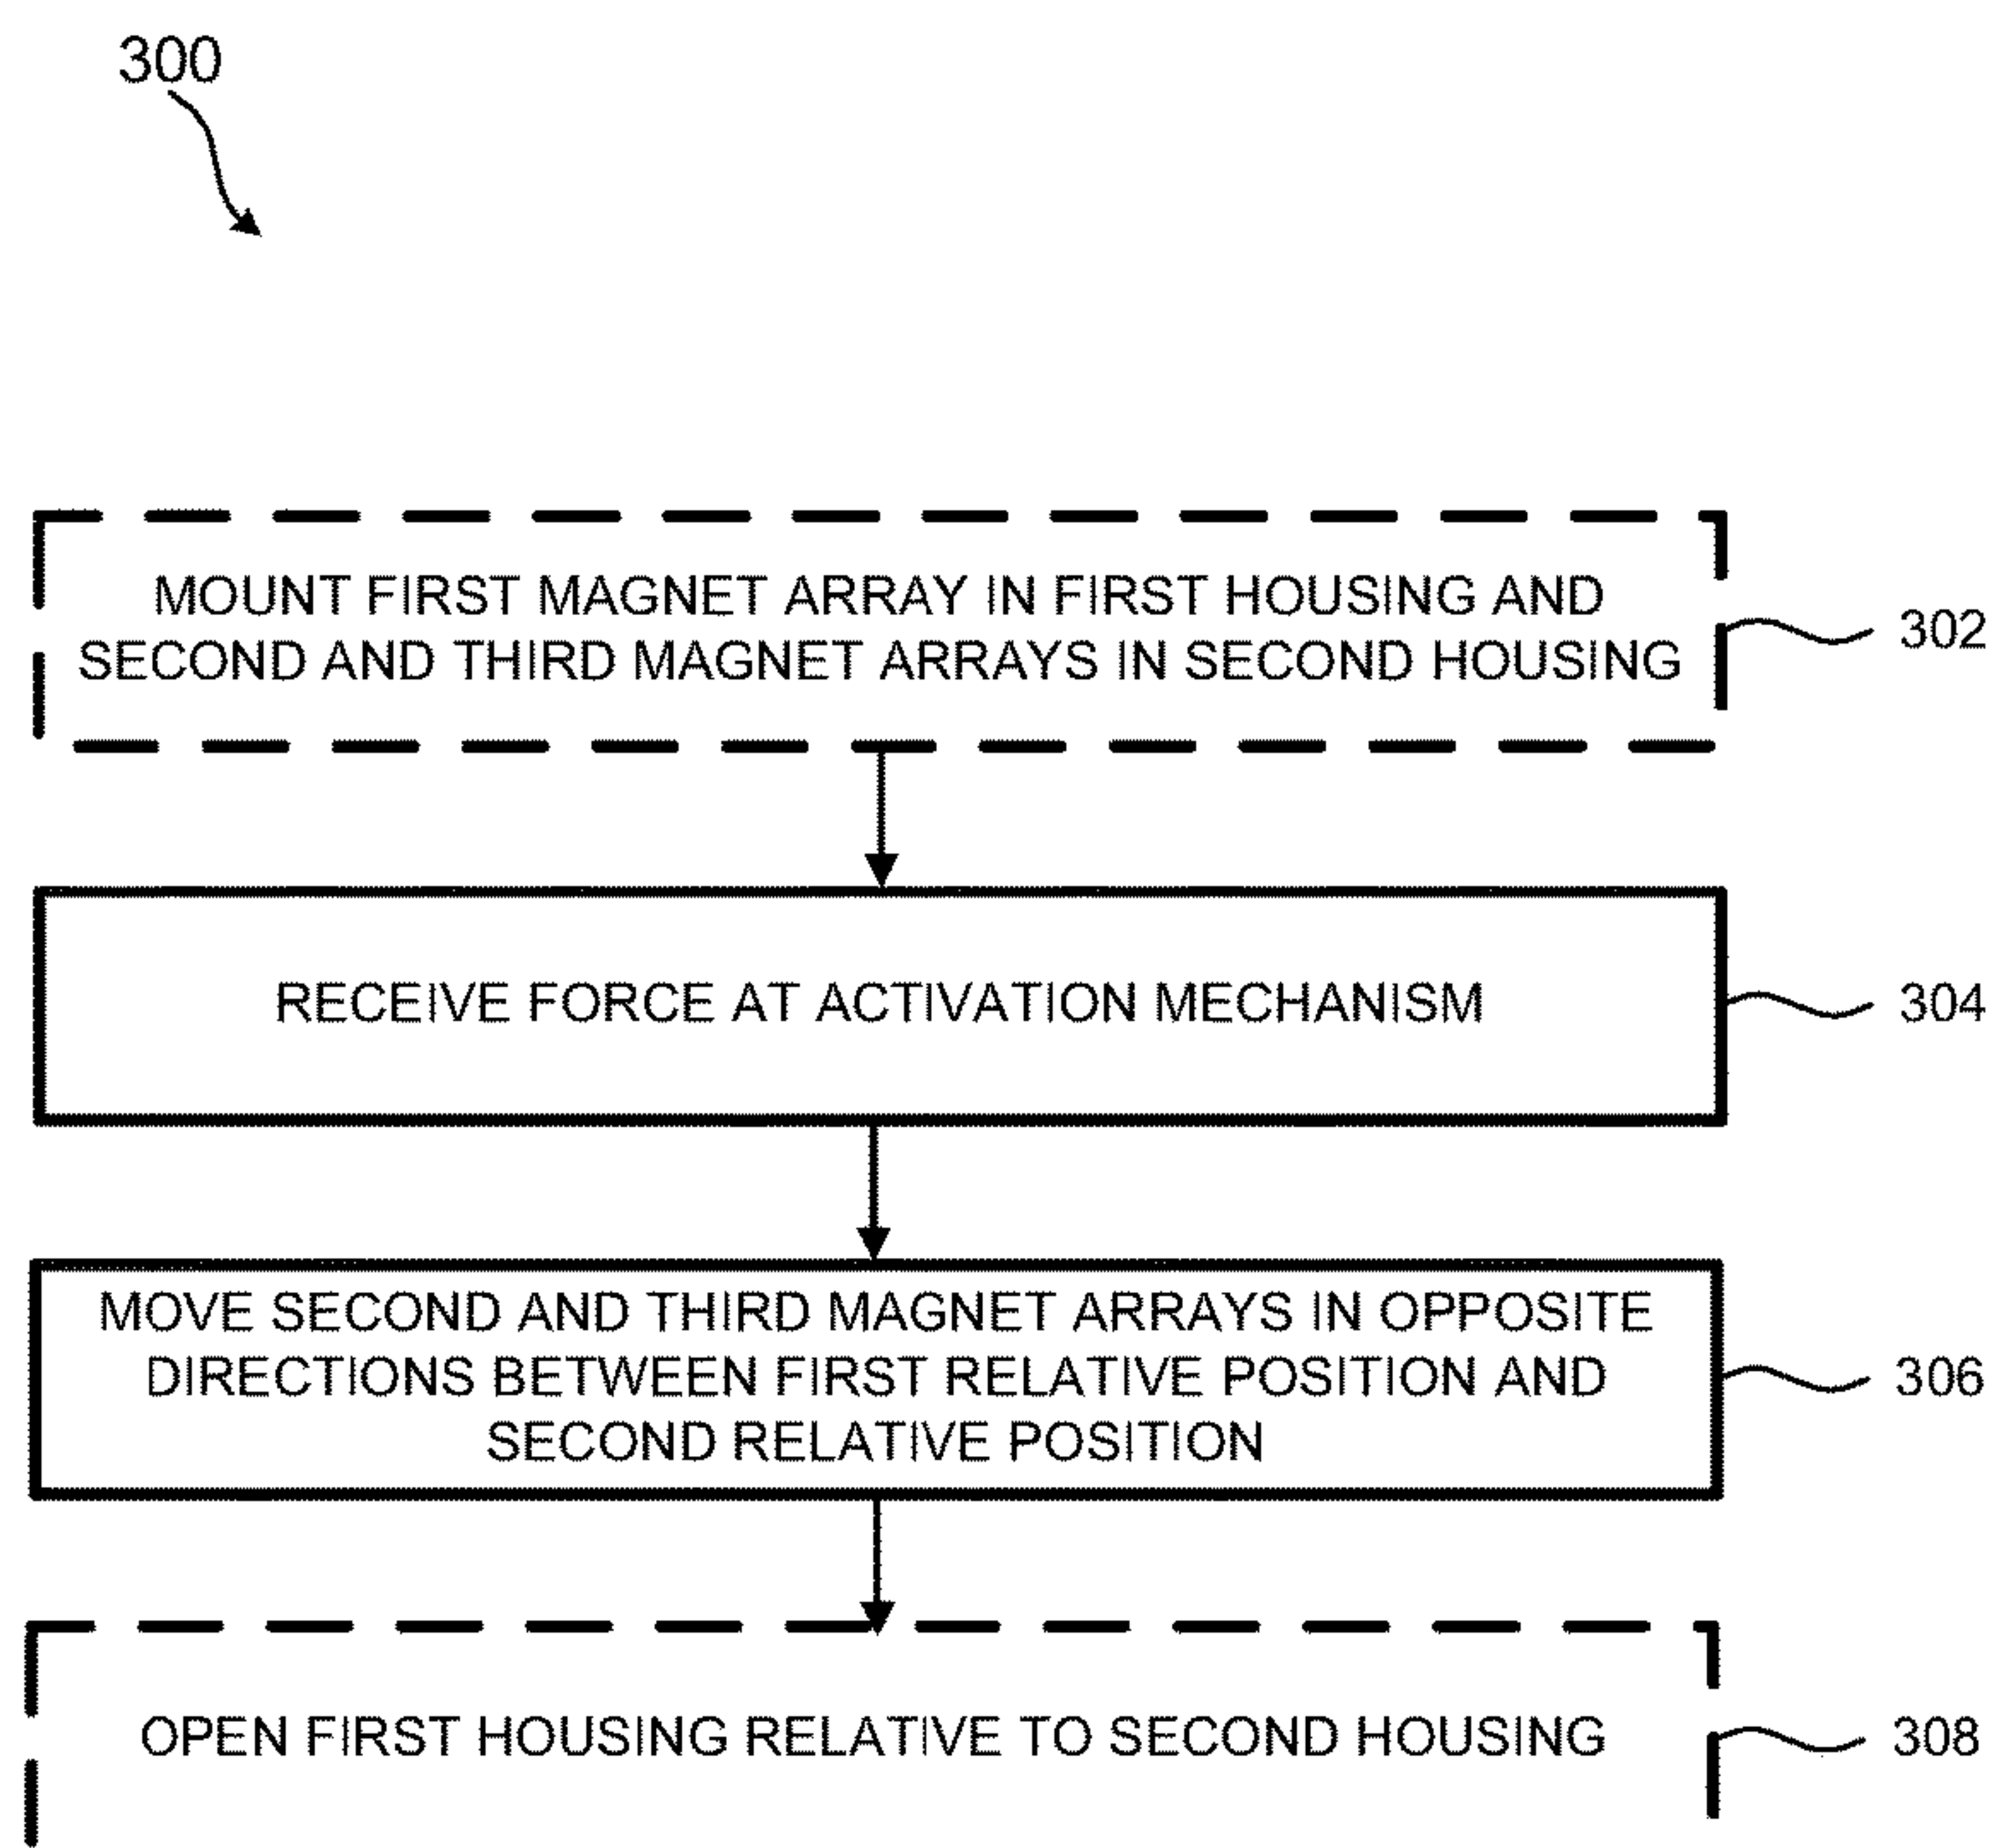 300
MOUNT FIRST MAGNET ARRAY IN FIRST HOUSING AND
SECOND AND THIRD MAGNET ARRAYS IN SECOND HOUSING
302
RECEIVE FORCE AT ACTIVATION MECHANISM
304
MOVE SECOND AND THIRD MAGNET ARRAYS IN OPPOSITE
DIRECTIONS BETWEEN FIRST RELATIVE POSITION AND
SECOND RELATIVE POSITION
306
OPEN FIRST HOUSING RELATIVE TO SECOND HOUSING
308